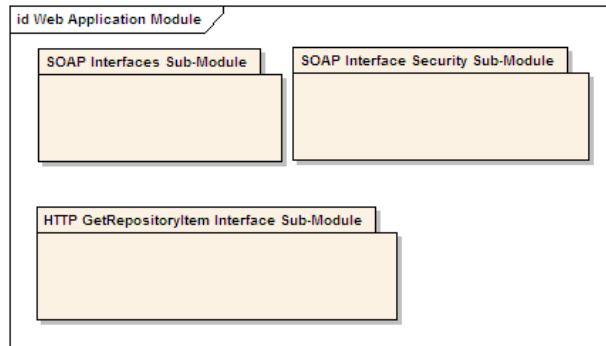 id Web Application Module
SOAP Interfaces Sub-Module
SOAP Interface Security Sub-Module
HTTP GetRepositoryItem Interface Sub-Module